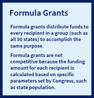 Formula Grants
Formula grants distribute funds to
every recipient in a group (such as
all 50 states) to accomplish the
same purpose.
Formula grants are not
competitive because the funding
amount for each recipient is
calculated based on specific
parameters set by Congress, such
as state population.